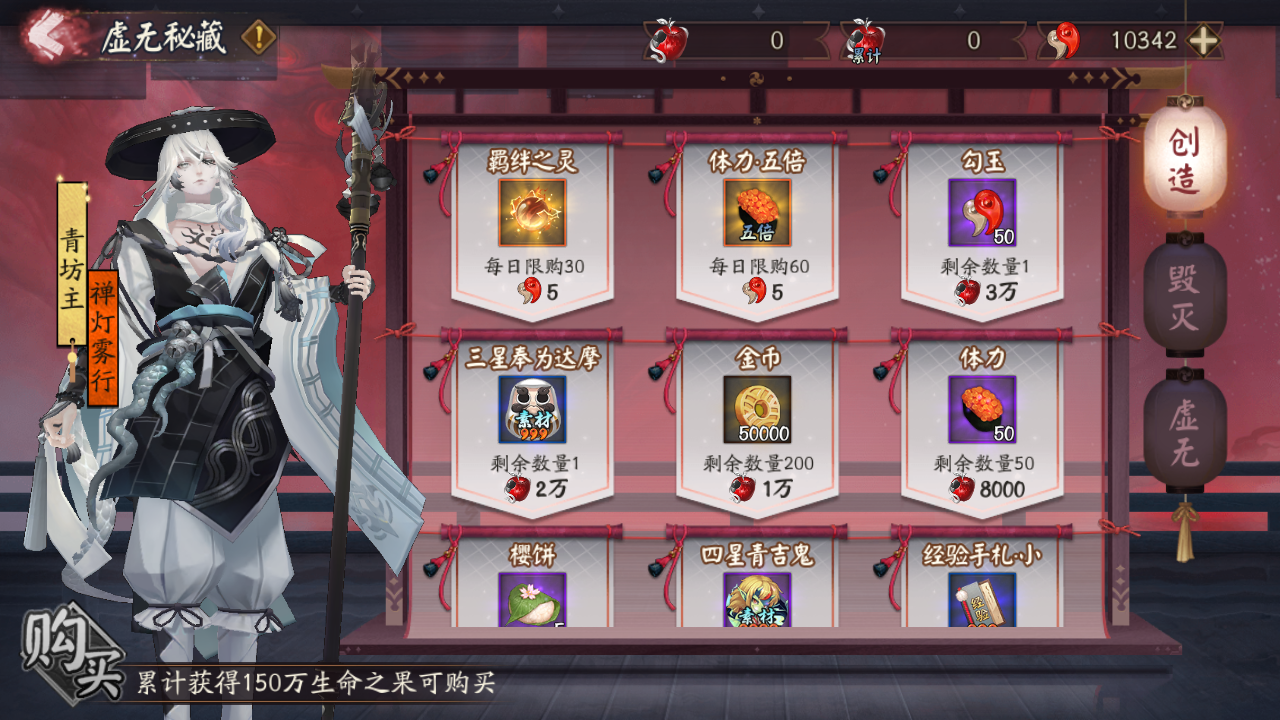 虚无秘藏
0
累计
0
10342
创造
毁灭
虚无
青坊主
禅灯雾行
羁绊之灵
每日限购30
5
体力·五倍
五倍
每日限购60
5
勾玉
50
剩余数量1
3万
三星奉为达摩
素材
999
剩余数量1
2万
金币
50000
剩余数量200
1万
体力
50
剩余数量50
8000
樱饼
四星青吉鬼
素材
经验手札·小
经验
购买
累计获得150万生命之果可购买